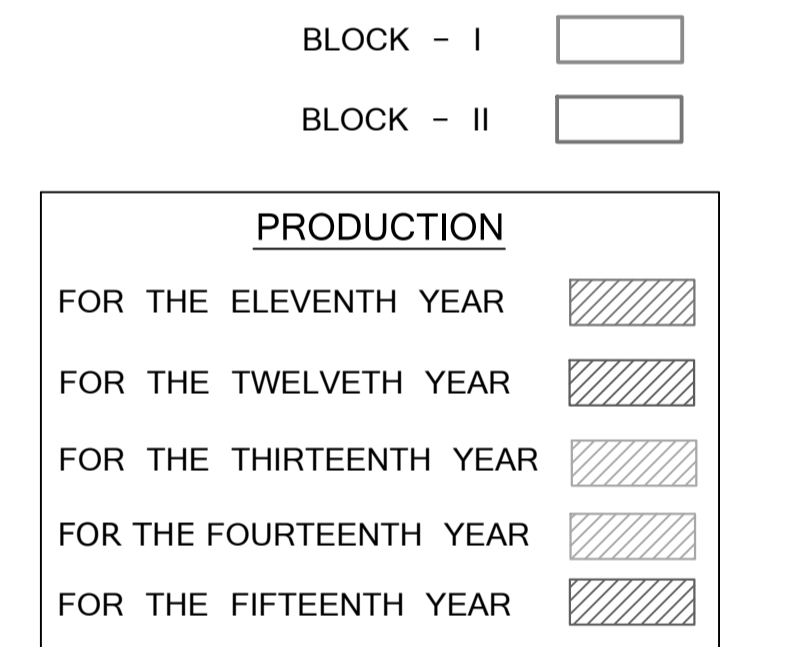 BLOCK - I
BLOCK - II
PRODUCTION
FOR THE ELEVENTH YEAR
FOR THE TWELVETH YEAR
FOR THE THIRTEENTH YEAR
FOR THE FOURTEENTH YEAR
FOR THE FIFTEENTH YEAR